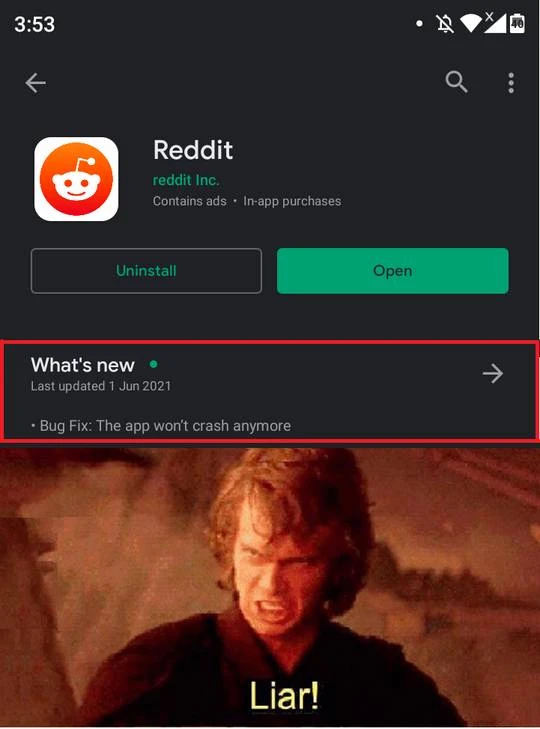 3:53
Reddit
reddit Inc.
Contains ads • In-app purchases
Uninstall
Open
What's new
Last updated 1 Jun 2021
• Bug Fix: The app won't crash anymore
Liar!